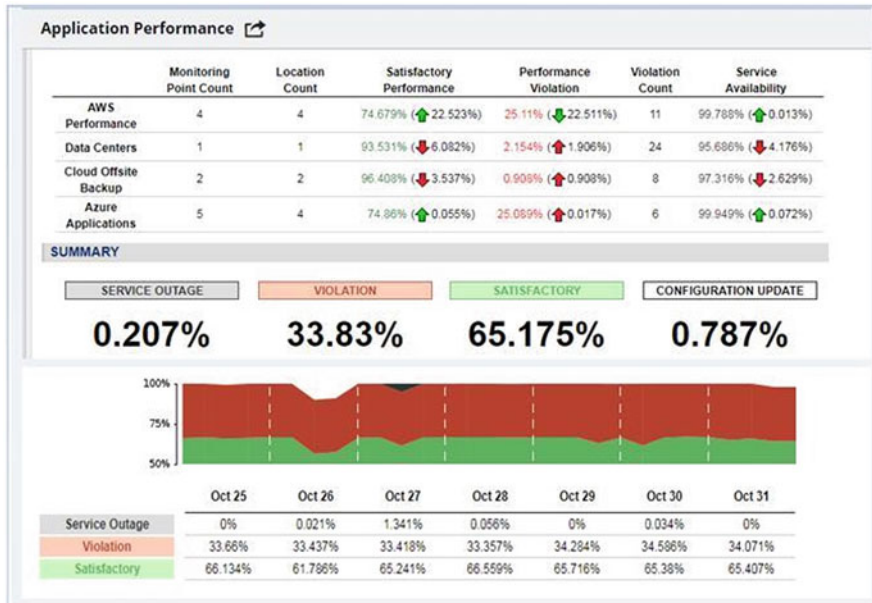 Application Performance
Monitoring Point Count Location Count Satisfactory Performance Performance Violation Violation Count Service Availability
AWS Performance 4 4 74.679% (22.523%) 25.11% (22.511%) 11 99.788% (0.013%)
Data Centers 1 1 93.531% (6.082%) 2.154% (1.906%) 24 95.686% (4.176%)
Cloud Offsite Backup 2 2 96.408% (3.537%) 0.908% (0.908%) 8 97.316% (2.629%)
Azure Applications 5 4 74.86% (0.055%) 25.089% (0.017%) 6 99.949% (0.072%)
SUMMARY
SERVICE OUTAGE VIOLATION SATISFACTORY CONFIGURATION UPDATE
0.207% 33.83% 65.175% 0.787%
100%
75%
50%
Oct 25 Oct 26 Oct 27 Oct 28 Oct 29 Oct 30 Oct 31
Service Outage 0% 0.021% 1.341% 0.056% 0% 0.034% 0%
Violation 33.66% 33.437% 33.418% 33.357% 34.284% 34.586% 34.071%
Satisfactory 66.134% 61.786% 65.241% 66.559% 65.716% 65.38% 65.407%